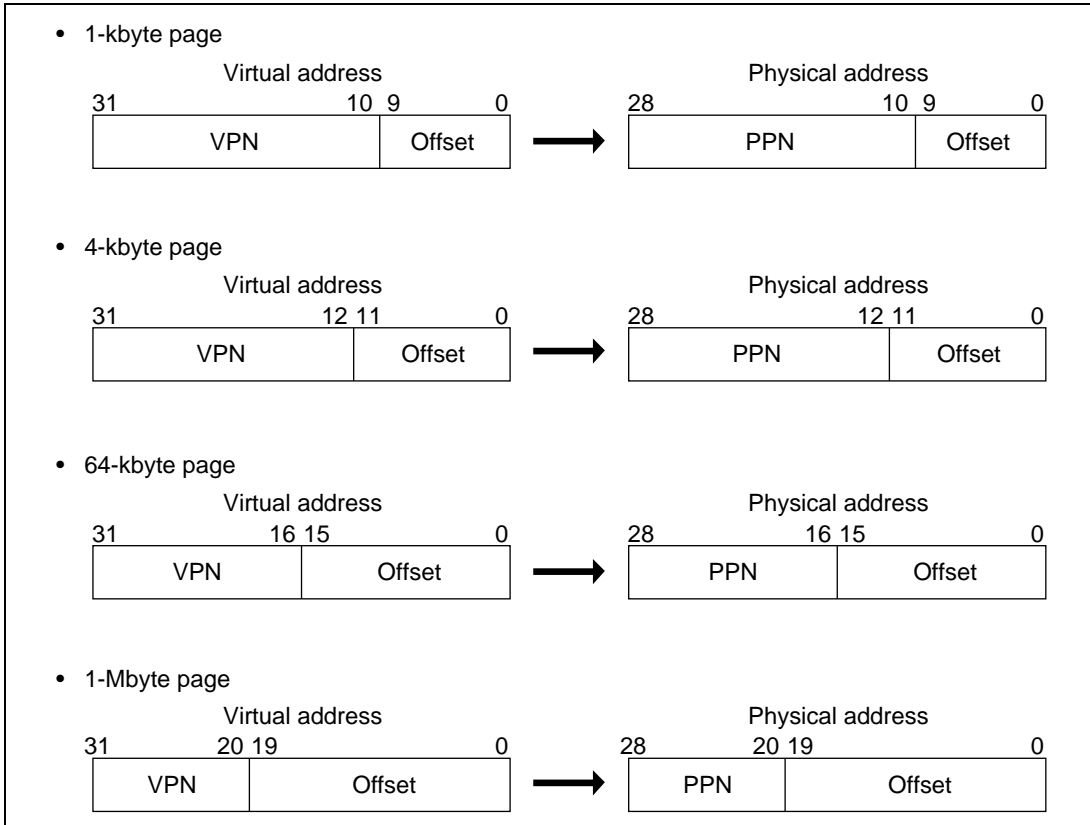 • 1-kbyte page
Virtual address Physical address
31 10 9 0 28 10 9 0
VPN Offset PPN Offset
• 4-kbyte page
Virtual address Physical address
31 12 11 0 28 12 11 0
VPN Offset PPN Offset
• 64-kbyte page
Virtual address Physical address
31 16 15 0 28 16 15 0
VPN Offset PPN Offset
• 1-Mbyte page
Virtual address Physical address
31 20 19 0 28 20 19 0
VPN Offset PPN Offset